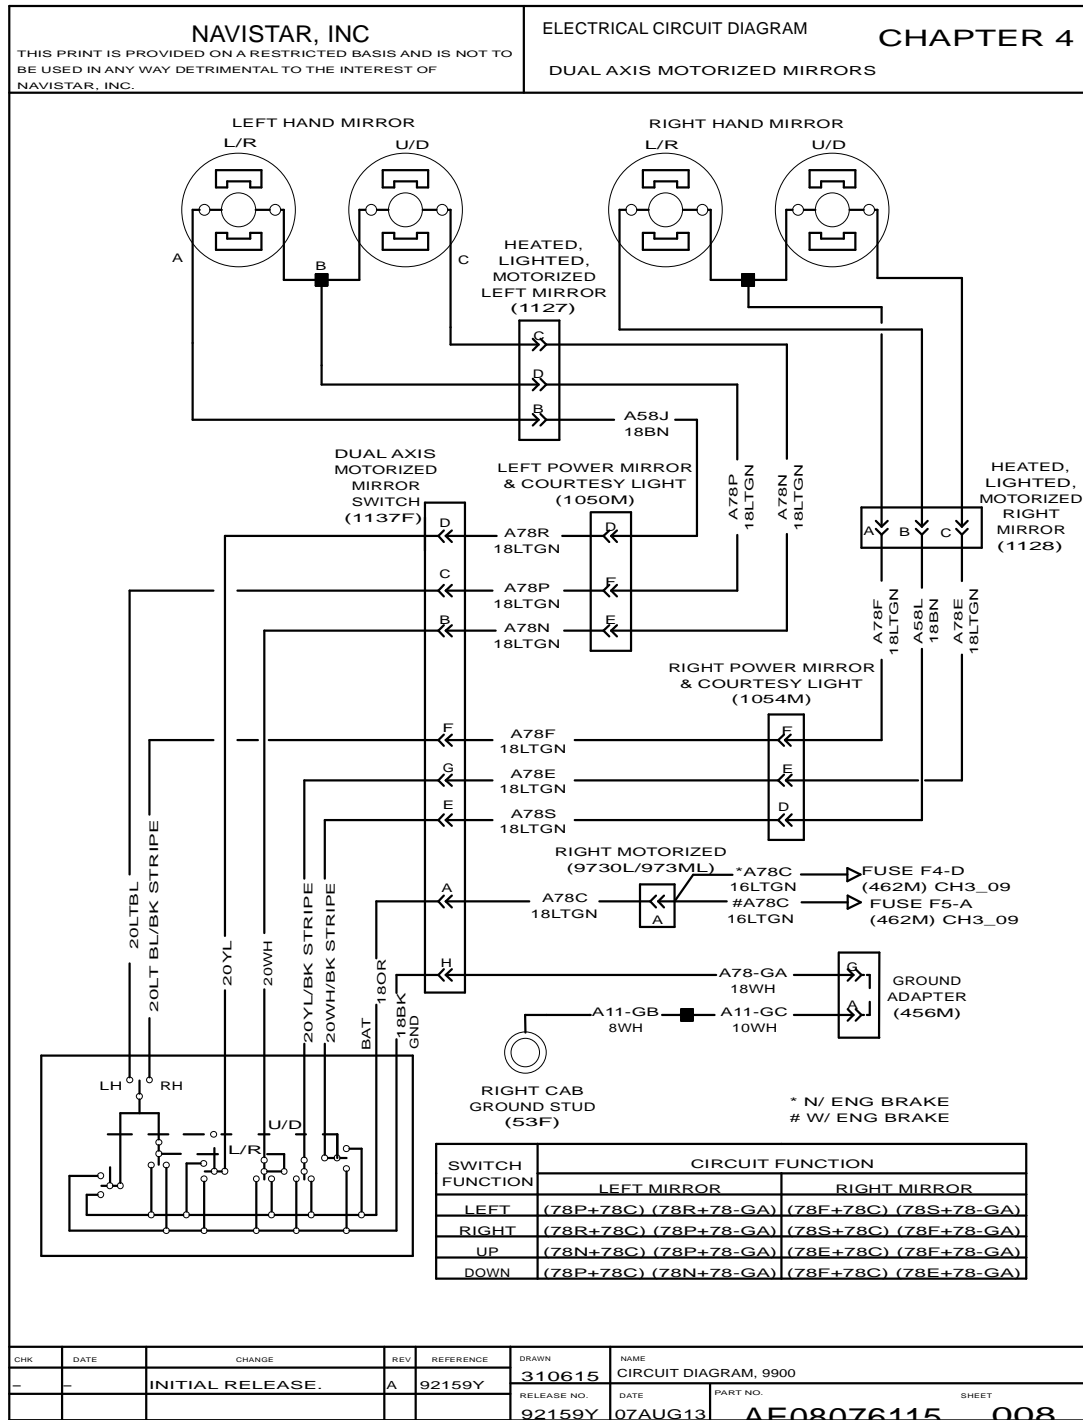 NAVISTAR, INC
THIS PRINT IS PROVIDED ON A RESTRICTED BASIS AND IS NOT TO
BE USED IN ANY WAY DETRIMENTAL TO THE INTEREST OF
NAVISTAR, INC.
ELECTRICAL CIRCUIT DIAGRAM
CHAPTER 4
DUAL AXIS MOTORIZED MIRRORS
LEFT HAND MIRROR
L/R
U/D
RIGHT HAND MIRROR
L/R
U/D
A
B
C
HEATED,
LIGHTED,
MOTORIZED
LEFT MIRROR
(1127)
C
D
B
A58J
18BN
DUAL AXIS
MOTORIZED
MIRROR
SWITCH
(1137F)
LEFT POWER MIRROR
& COURTESY LIGHT
(1050M)
A78P
18LTGN
A78N
18LTGN
HEATED,
LIGHTED,
MOTORIZED
RIGHT
MIRROR
(1128)
A
B
C
D
A78R
18LTGN
D
C
A78P
18LTGN
F
B
A78N
18LTGN
E
A78F
18LTGN
A58L
18BN
A78E
18LTGN
RIGHT POWER MIRROR
& COURTESY LIGHT
(1054M)
F
A78F
18LTGN
F
G
A78E
18LTGN
E
E
A78S
18LTGN
D
RIGHT MOTORIZED
(9730L/973ML)
A
A78C
18LTGN
A
*A78C
16LTGN
FUSE F4-D
(462M) CH3_09
#A78C
16LTGN
FUSE F5-A
(462M) CH3_09
H
A78-GA
18WH
G
A
GROUND
ADAPTER
(456M)
A11-GB
8WH
A11-GC
10WH
RIGHT CAB
GROUND STUD
(53F)
* N/ ENG BRAKE
# W/ ENG BRAKE
20LTBL
20LT BL/BK STRIPE
20YL
20WH
20YL/BK STRIPE
20WH/BK STRIPE
BAT
18OR
18BK
GND
LH
RH
U/D
L/R
SWITCH
FUNCTION
CIRCUIT FUNCTION
LEFT MIRROR
RIGHT MIRROR
LEFT (78P+78C) (78R+78-GA) (78F+78C) (78S+78-GA)
RIGHT (78R+78C) (78P+78-GA) (78S+78C) (78F+78-GA)
UP (78N+78C) (78P+78-GA) (78E+78C) (78F+78-GA)
DOWN (78P+78C) (78N+78-GA) (78F+78C) (78E+78-GA)
CHK DATE CHANGE REV REFERENCE
– – INITIAL RELEASE. A 92159Y
DRAWN
310615
NAME
CIRCUIT DIAGRAM, 9900
RELEASE NO.
92159Y
DATE
07AUG13
PART NO.
AE08076115
SHEET
008